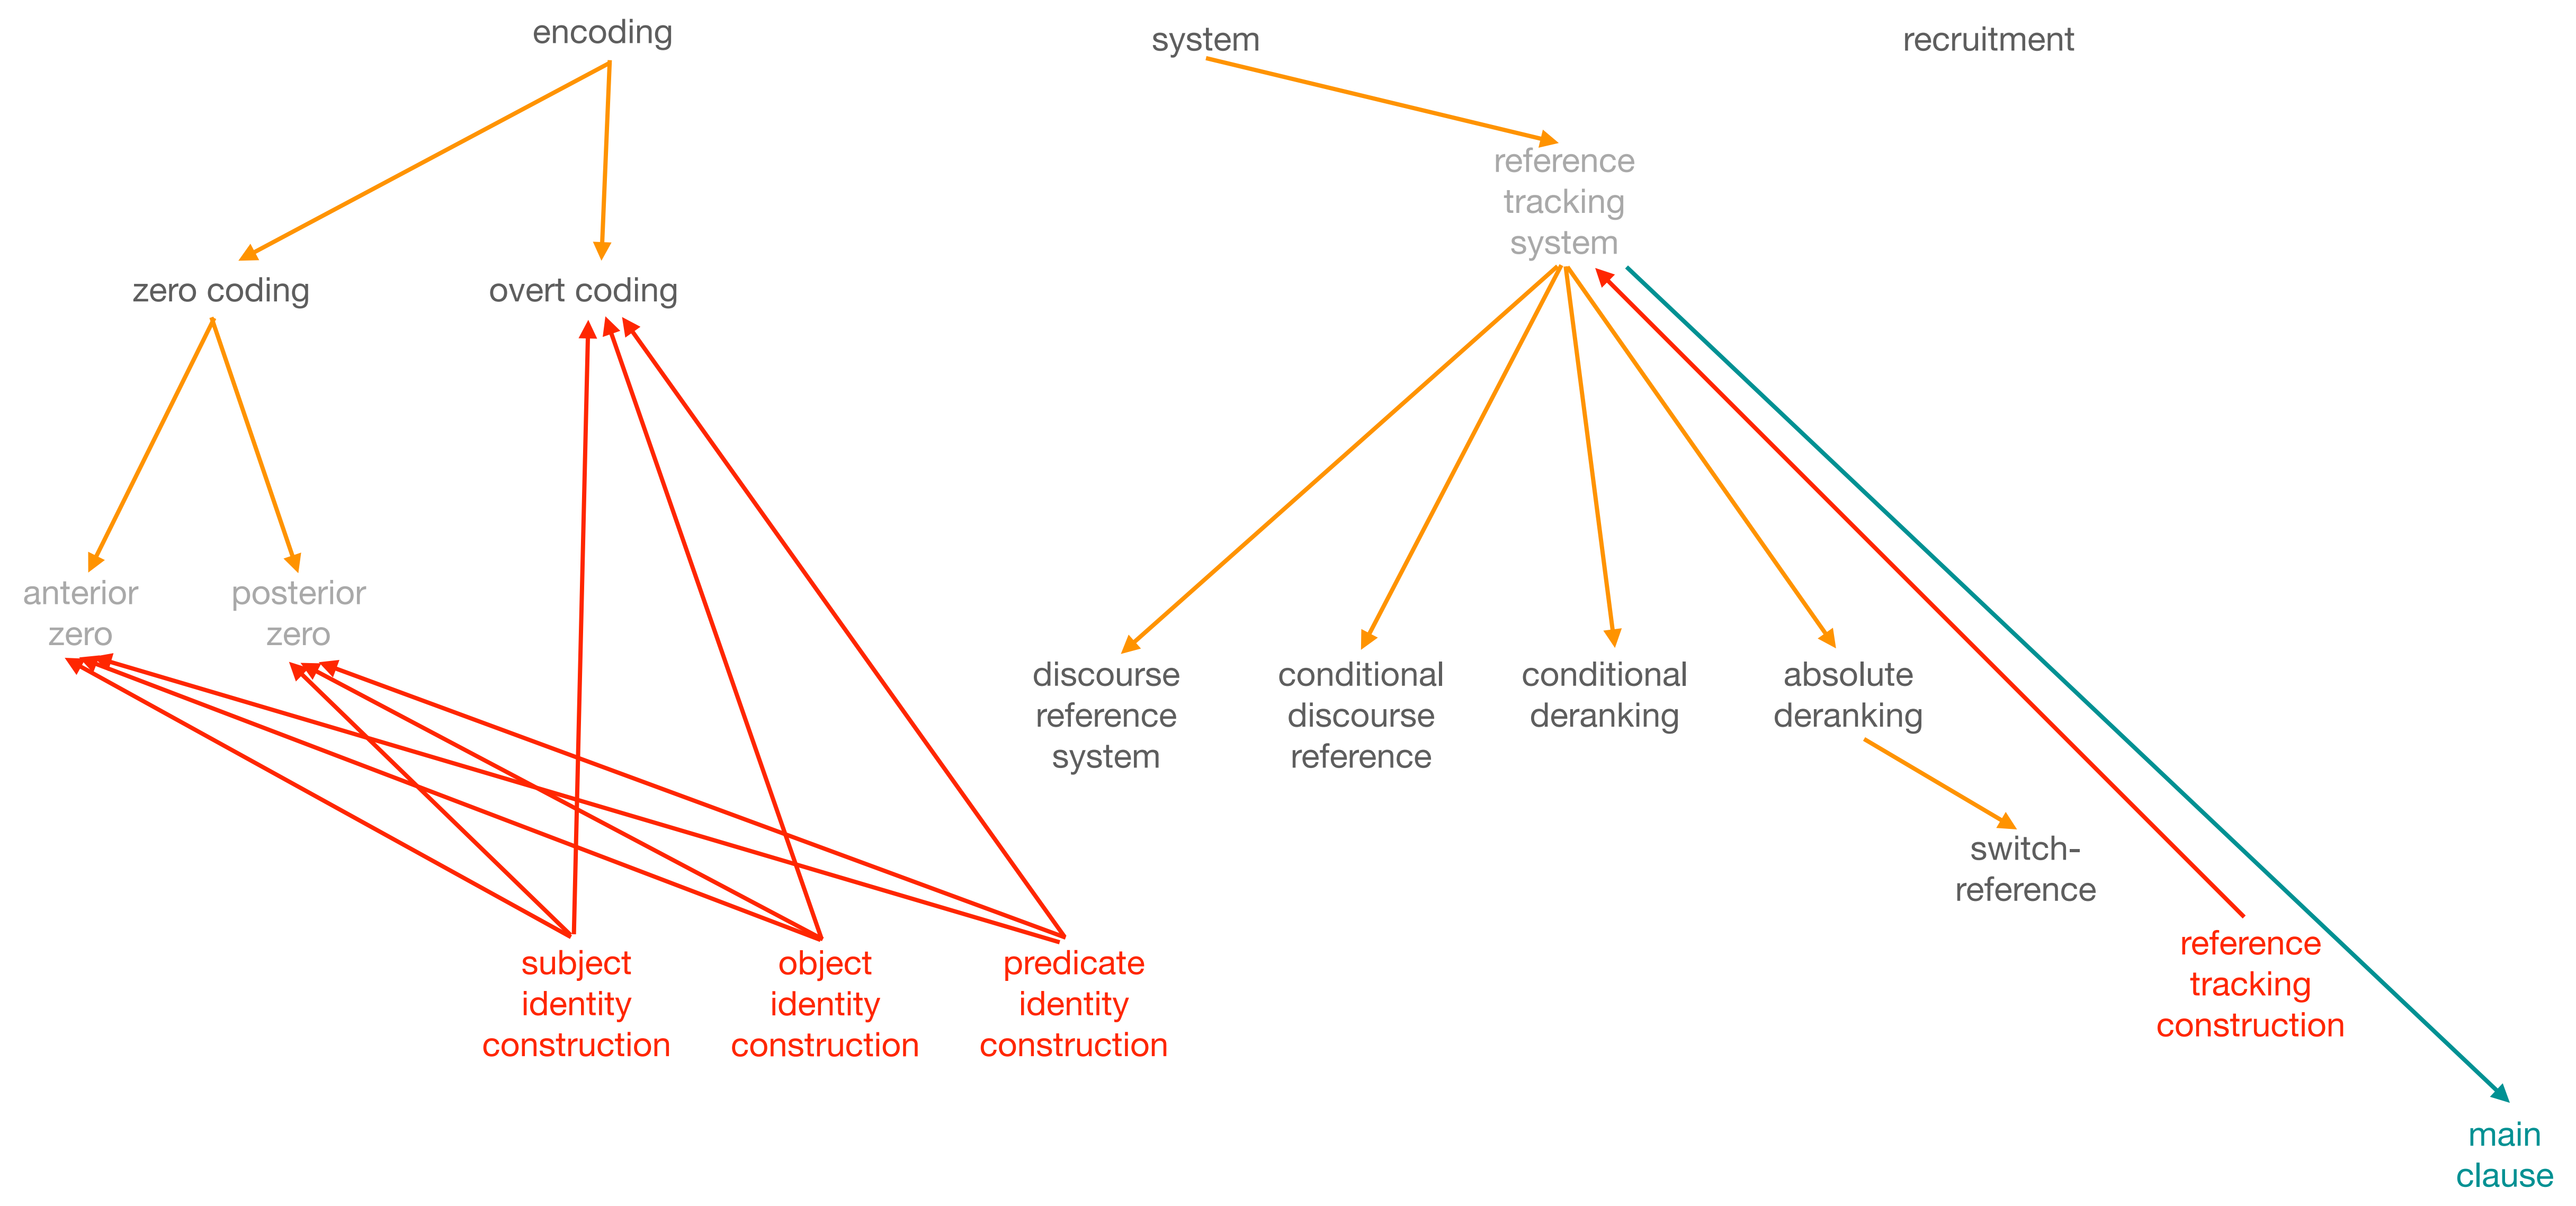 encoding
system
recruitment
reference
tracking
system
zero coding
overt coding
anterior
zero
posterior
zero
discourse
reference
system
conditional
discourse
reference
conditional
deranking
absolute
deranking
switch-
reference
subject
identity
construction
object
identity
construction
predicate
identity
construction
reference
tracking
construction
main
clause